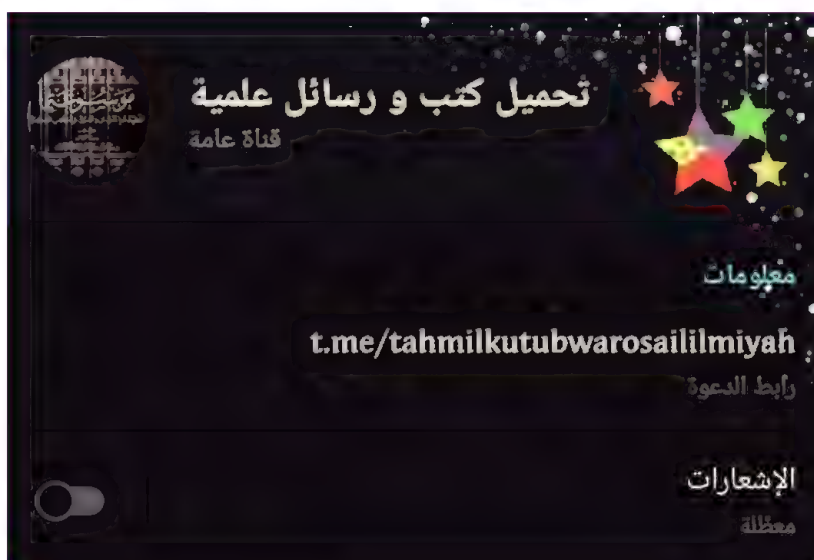 تحميل كتب و رسائل علمية
قناة عامة
معلومات
t.me/tahmilkutubwarosaililmiyah
رابط الدعوة
الإشعارات
معطلة